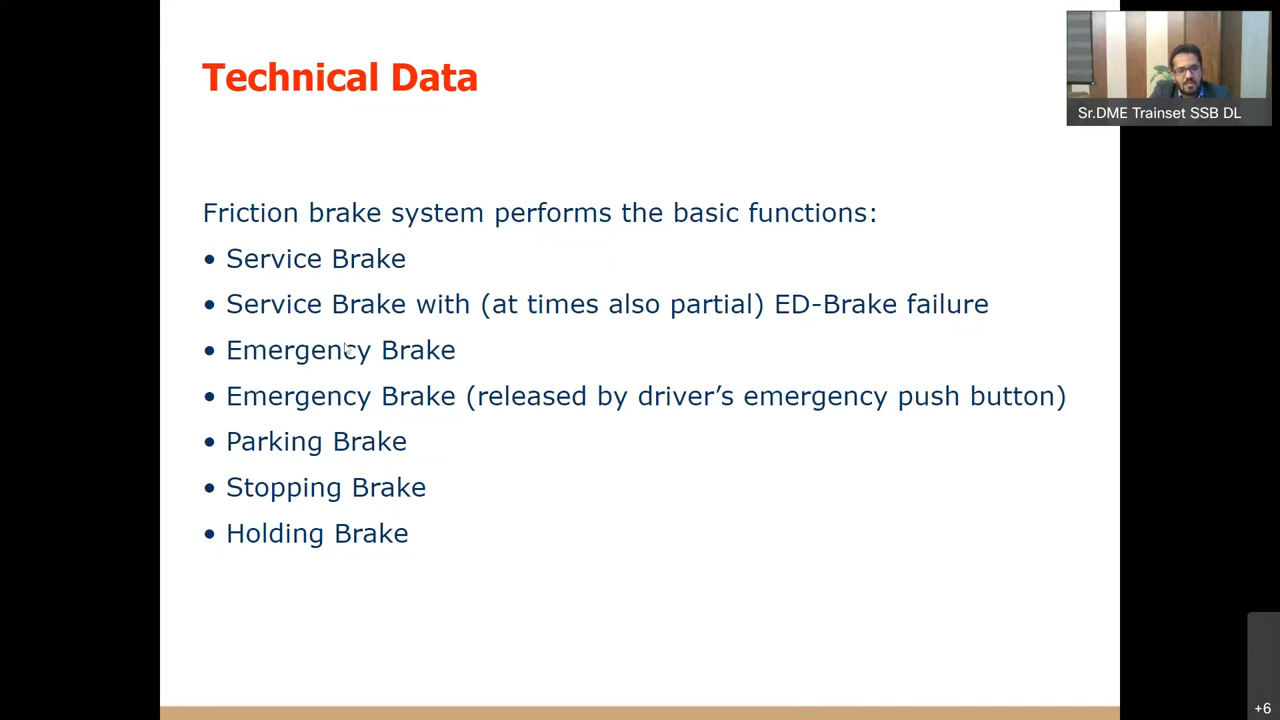 Technical Data
Sr.DME Trainset SSB DL
Friction brake system performs the basic functions:
• Service Brake
• Service Brake with (at times also partial) ED-Brake failure
• Emergency Brake
• Emergency Brake (released by driver’s emergency push button)
• Parking Brake
• Stopping Brake
• Holding Brake
+6